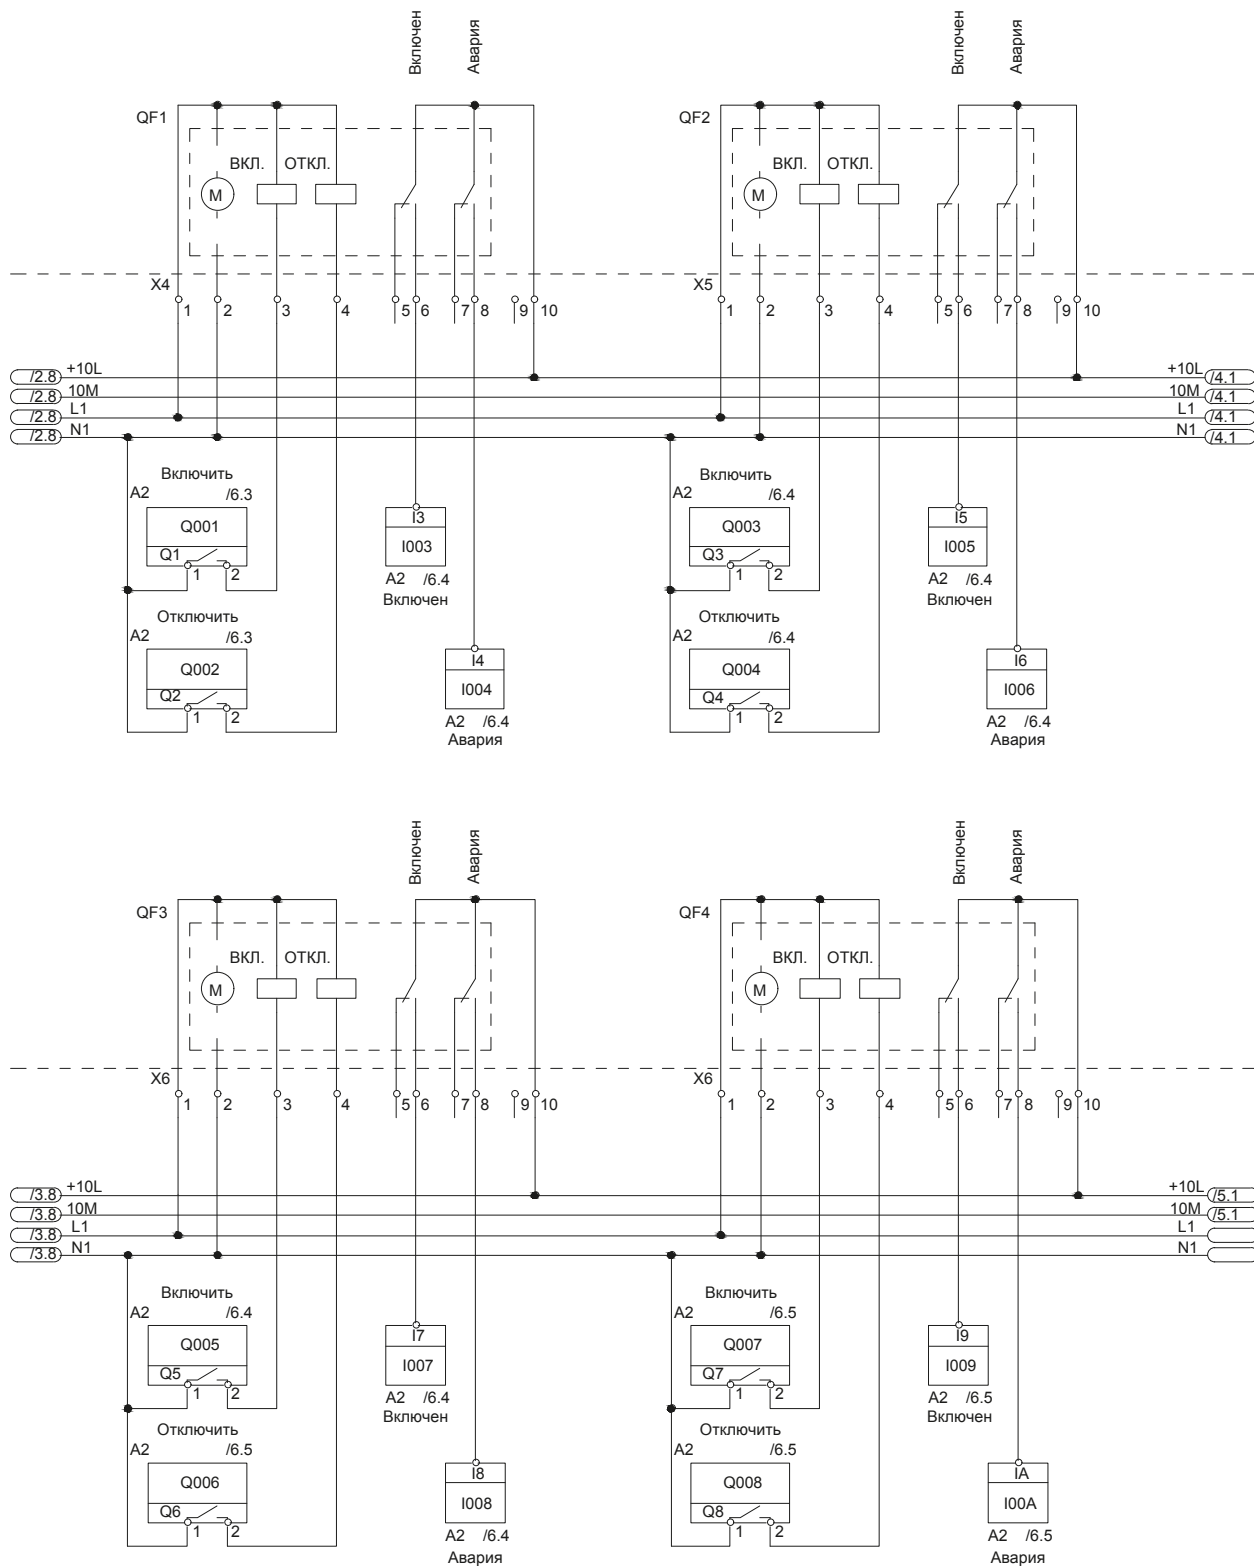 Включен Авария Включен Авария
QF1 QF2
ВКЛ. ОТКЛ. ВКЛ. ОТКЛ.
M M
X4 X5
1 2 3 4 5 6 7 8 9 10 1 2 3 4 5 6 7 8 9 10
/2.8 +10L +10L /4.1
/2.8 10M 10M /4.1
/2.8 L1 L1 /4.1
/2.8 N1 N1 /4.1
Включить Включить
A2 /6.3 A2 /6.4
Q001 I3 Q003 I5
Q1 I003 Q3 I005
1 2 A2 /6.4 1 2 A2 /6.4
Включен Включен
Отключить Отключить
A2 /6.3 A2 /6.4
Q002 I4 Q004 I6
Q2 I004 Q4 I006
1 2 A2 /6.4 1 2 A2 /6.4
Авария Авария
Включен Авария Включен Авария
QF3 QF4
ВКЛ. ОТКЛ. ВКЛ. ОТКЛ.
M M
X6 X6
1 2 3 4 5 6 7 8 9 10 1 2 3 4 5 6 7 8 9 10
/3.8 +10L +10L /5.1
/3.8 10M 10M /5.1
/3.8 L1 L1
/3.8 N1 N1
Включить Включить
A2 /6.4 A2 /6.5
Q005 I7 Q007 I9
Q5 I007 Q7 I009
1 2 A2 /6.4 1 2 A2 /6.5
Включен Включен
Отключить Отключить
A2 /6.5 A2 /6.5
Q006 I8 Q008 IA
Q6 I008 Q8 I00A
1 2 A2 /6.4 1 2 A2 /6.5
Авария Авария